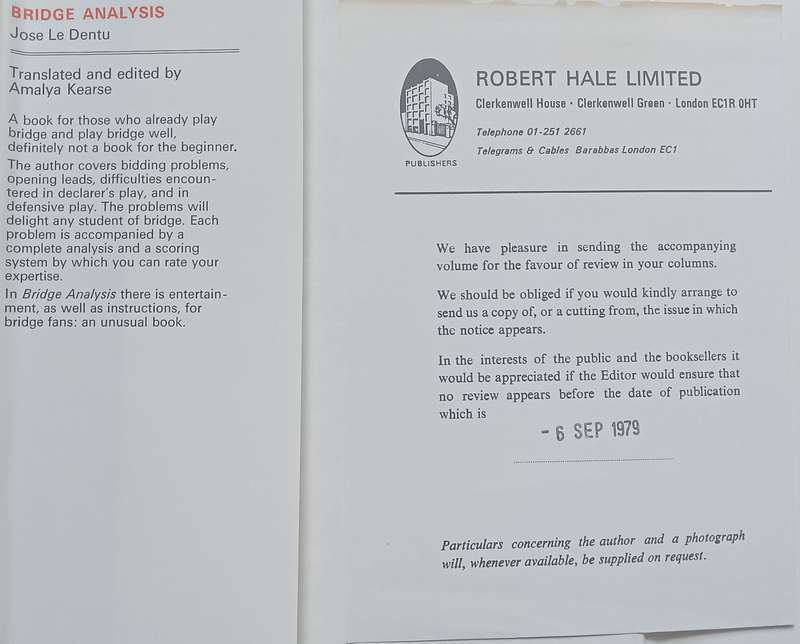 BRIDGE ANALYSIS
Jose Le Dentu
Translated and edited by
Amalya Kearse
A book for those who already play
bridge and play bridge well,
definitely not a book for the beginner.
The author covers bidding problems,
opening leads, difficulties encoun-
tered in declarer's play, and in
defensive play. The problems will
delight any student of bridge. Each
problem is accompanied by a
complete analysis and a scoring
system by which you can rate your
expertise.
In Bridge Analysis there is entertain-
ment, as well as instructions, for
bridge fans: an unusual book.
PUBLISHERS
ROBERT HALE LIMITED
Clerkenwell House · Clerkenwell Green · London EC1R 0HT
Telephone 01-251 2661
Telegrams & Cables Barabbas London EC1
We have pleasure in sending the accompanying
volume for the favour of review in your columns.
We should be obliged if you would kindly arrange to
send us a copy of, or a cutting from, the issue in which
the notice appears.
In the interests of the public and the booksellers it
would be appreciated if the Editor would ensure that
no review appears before the date of publication
which is
- 6 SEP 1979
Particulars concerning the author and a photograph
will, whenever available, be supplied on request.